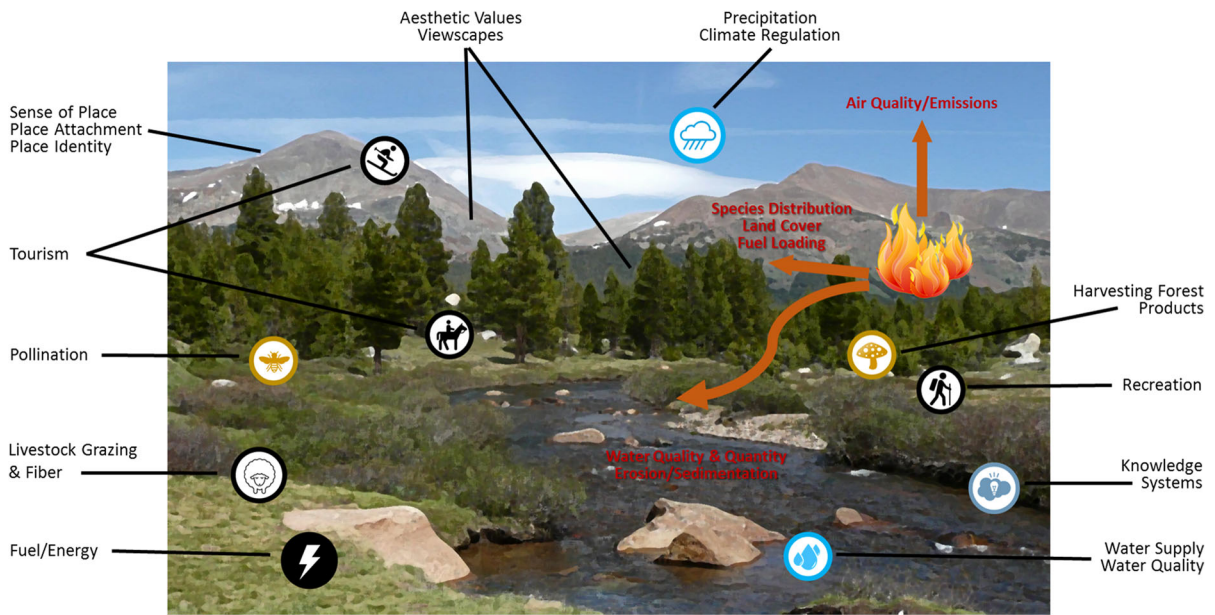 Aesthetic Values
Viewscapes
Precipitation
Climate Regulation
Sense of Place
Place Attachment
Place Identity
Air Quality/Emissions
Species Distribution
Land Cover
Fuel Loading
Tourism
Harvesting Forest
Products
Pollination
Recreation
Livestock Grazing
& Fiber
Water Quality & Quantity
Erosion/Sedimentation
Knowledge
Systems
Fuel/Energy
Water Supply
Water Quality